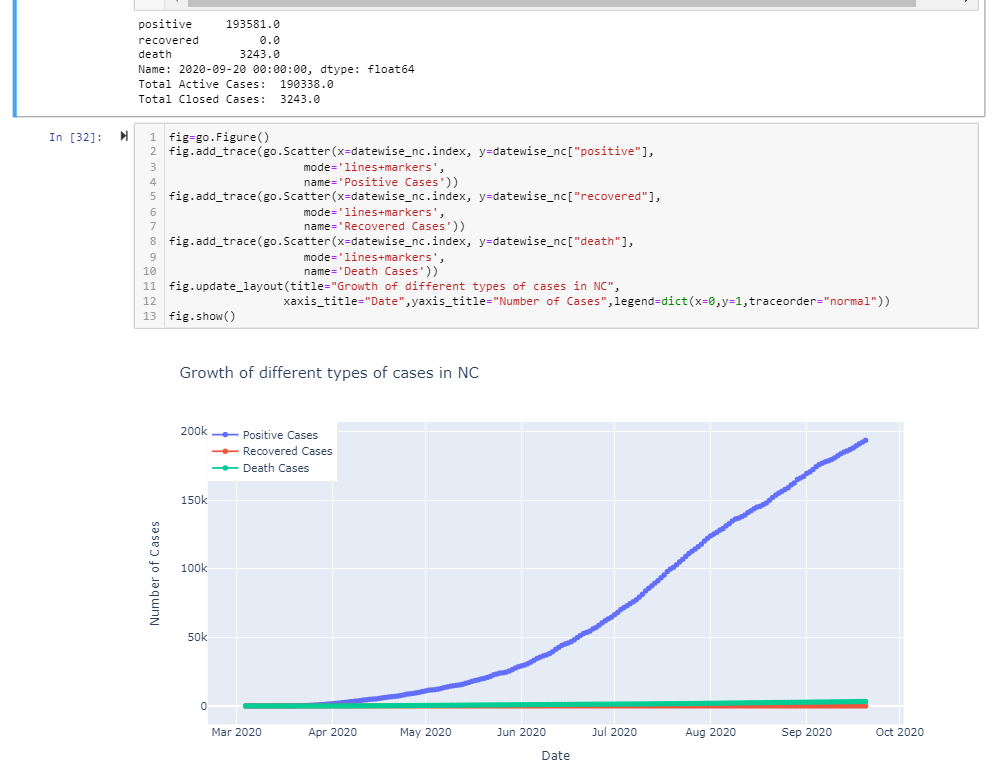 positive     193581.0
recovered         0.0
death          3243.0
Name: 2020-09-20 00:00:00, dtype: float64
Total Active Cases:  190338.0
Total Closed Cases:  3243.0
In [32]:
1 fig=go.Figure()
2 fig.add_trace(go.Scatter(x=datewise_nc.index, y=datewise_nc["positive"],
3                     mode='lines+markers',
4                     name='Positive Cases'))
5 fig.add_trace(go.Scatter(x=datewise_nc.index, y=datewise_nc["recovered"],
6                     mode='lines+markers',
7                     name='Recovered Cases'))
8 fig.add_trace(go.Scatter(x=datewise_nc.index, y=datewise_nc["death"],
9                     mode='lines+markers',
10                     name='Death Cases'))
11 fig.update_layout(title="Growth of different types of cases in NC",
12                  xaxis_title="Date",yaxis_title="Number of Cases",legend=dict(x=0,y=1,traceorder="normal"))
13 fig.show()
Growth of different types of cases in NC
Positive Cases
Recovered Cases
Death Cases
200k
150k
100k
50k
0
Number of Cases
Mar 2020 Apr 2020 May 2020 Jun 2020 Jul 2020 Aug 2020 Sep 2020 Oct 2020
Date